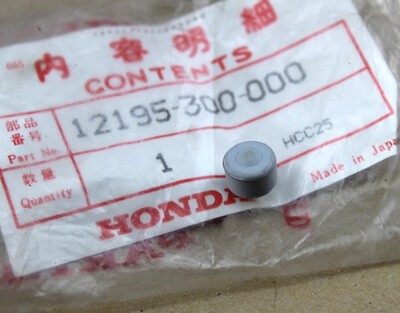 内容明細
CONTENTS
部品番号
Part No.
12195-300-000
数量
Quantity
1
HCC25
HONDA
Made in Japan